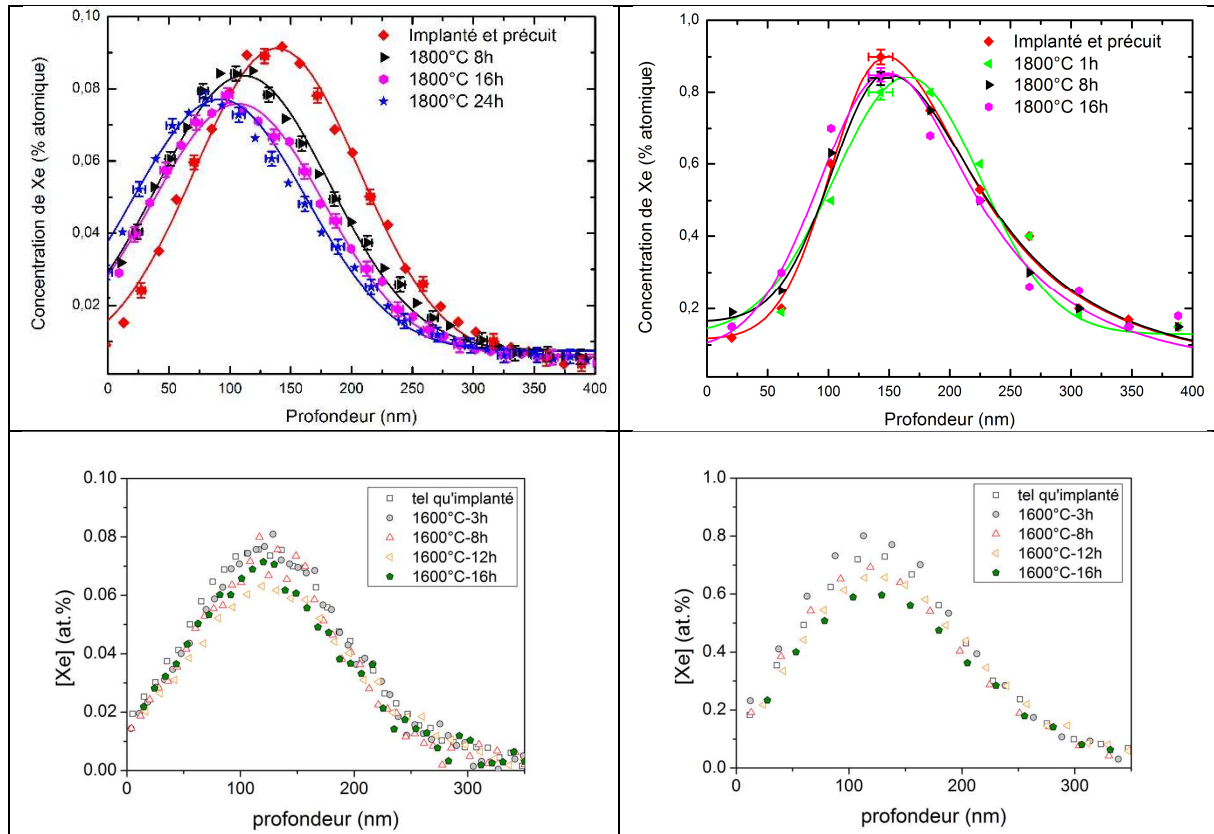 0,10
0,08
0,06
0,04
0,02
Concentration de Xe (% atomique)
Implanté et précuit
1800°C 8h
1800°C 16h
1800°C 24h
0 50 100 150 200 250 300 350 400
Profondeur (nm)
1,0
0,8
0,6
0,4
0,2
0
Concentration de Xe (% atomique)
Implanté et précuit
1800°C 1h
1800°C 8h
1800°C 16h
0 50 100 150 200 250 300 350 400
Profondeur (nm)
0.10
0.08
0.06
0.04
0.02
0.00
[Xe] (at.%)
tel qu'implanté
1600°C-3h
1600°C-8h
1600°C-12h
1600°C-16h
0 100 200 300
profondeur (nm)
1.0
0.8
0.6
0.4
0.2
0.0
[Xe] (at.%)
tel qu'implanté
1600°C-3h
1600°C-8h
1600°C-12h
1600°C-16h
0 100 200 300
profondeur (nm)